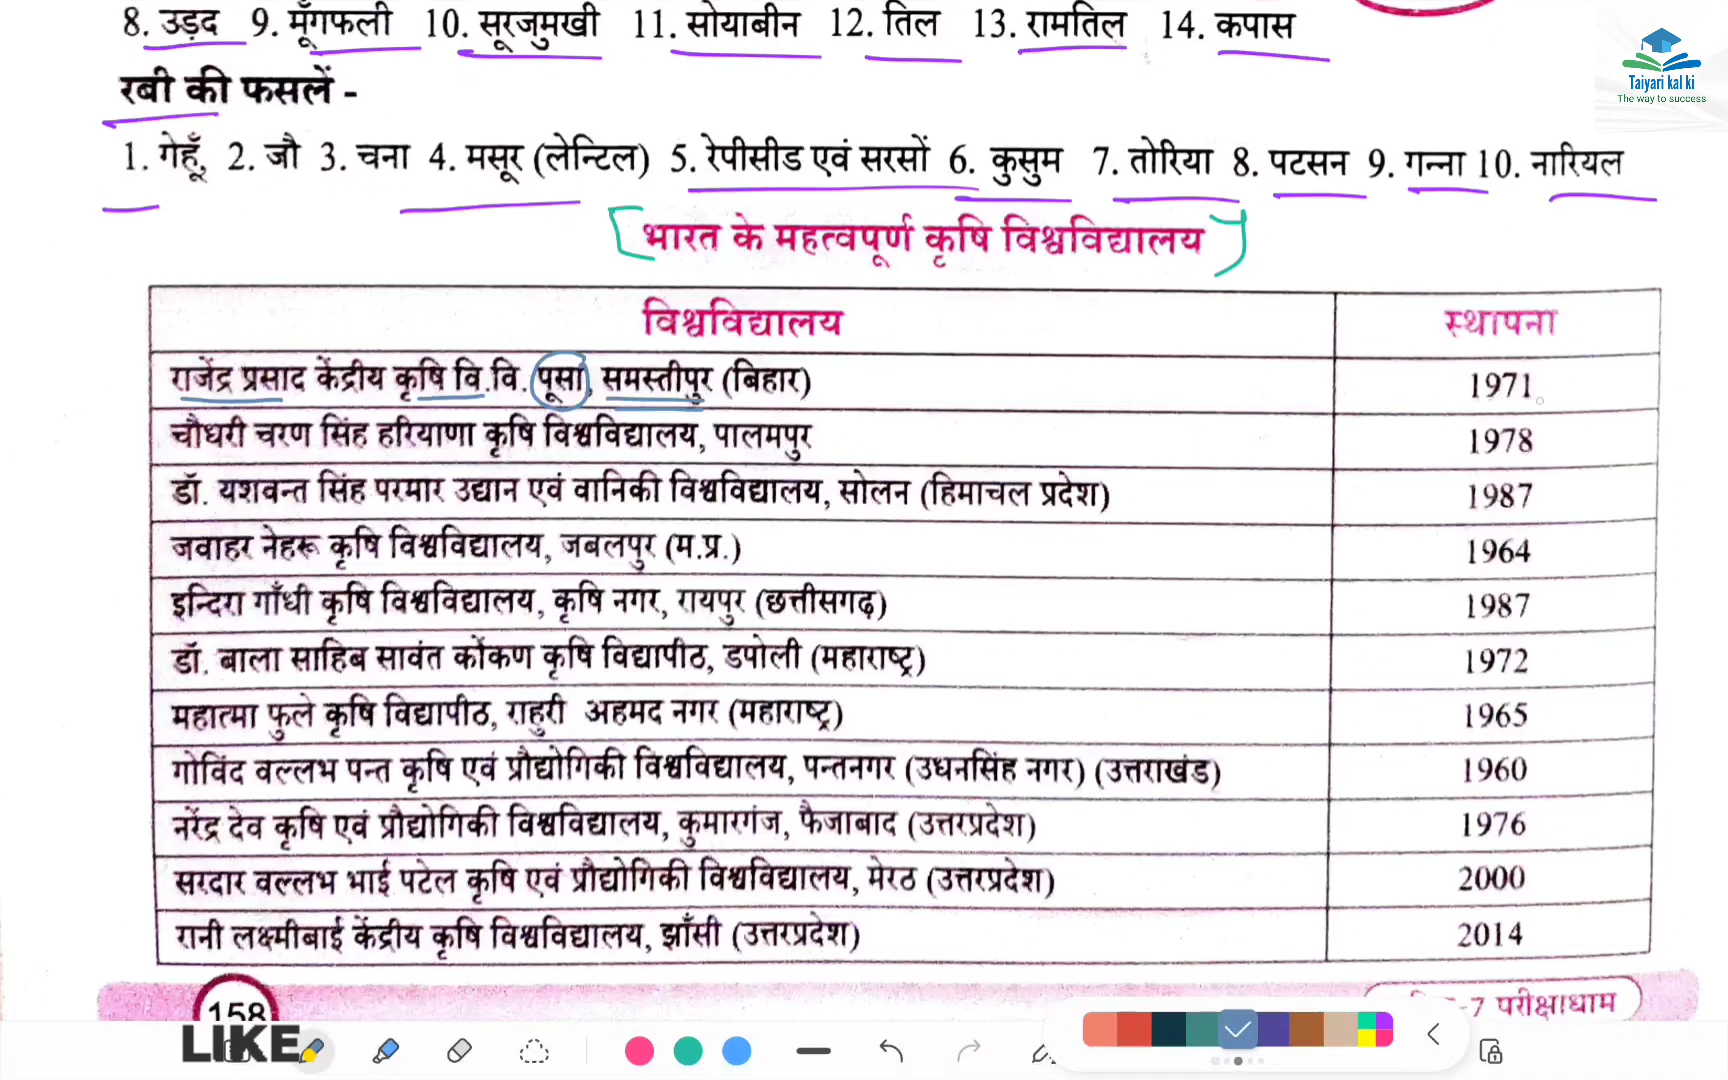 8. उड़द 9. मूँगफली 10. सूरज़मुखी 11. सोयाबीन 12. तिल 13. रामतिल 14. कपास
Taiyari kal ki
The way to success
रबी की फसलें -
1. गेहूँ, 2. जौ 3. चना 4. मसूर (लेन्टिल) 5. रेपीसीड एवं सरसों 6. कुसुम 7. तोरिया 8. पटसन 9. गन्ना 10. नारियल
भारत के महत्वपूर्ण कृषि विश्वविद्यालय
विश्वविद्यालय स्थापना
राजेंद्र प्रसाद केंद्रीय कृषि वि.वि. पूसा, समस्तीपुर (बिहार) 1971
चौधरी चरण सिंह हरियाणा कृषि विश्वविद्यालय, पालमपुर 1978
डॉ. यशवन्त सिंह परमार उद्यान एवं वानिकी विश्वविद्यालय, सोलन (हिमाचल प्रदेश) 1987
जवाहर नेहरू कृषि विश्वविद्यालय, जबलपुर (म.प्र.) 1964
इन्दिरा गाँधी कृषि विश्वविद्यालय, कृषि नगर, रायपुर (छत्तीसगढ़) 1987
डॉ. बाला साहिब सावंत कोंकण कृषि विद्यापीठ, डपोली (महाराष्ट्र) 1972
महात्मा फुले कृषि विद्यापीठ, राहुरी अहमद नगर (महाराष्ट्र) 1965
गोविंद वल्लभ पन्त कृषि एवं प्रौद्योगिकी विश्वविद्यालय, पन्तनगर (उधनसिंह नगर) (उत्तराखंड) 1960
नरेंद्र देव कृषि एवं प्रौद्योगिकी विश्वविद्यालय, कुमारगंज, फैजाबाद (उत्तरप्रदेश) 1976
सरदार वल्लभ भाई पटेल कृषि एवं प्रौद्योगिकी विश्वविद्यालय, मेरठ (उत्तरप्रदेश) 2000
रानी लक्ष्मीबाई केंद्रीय कृषि विश्वविद्यालय, झाँसी (उत्तरप्रदेश) 2014
158 -7 परीक्षाधाम
LIKE